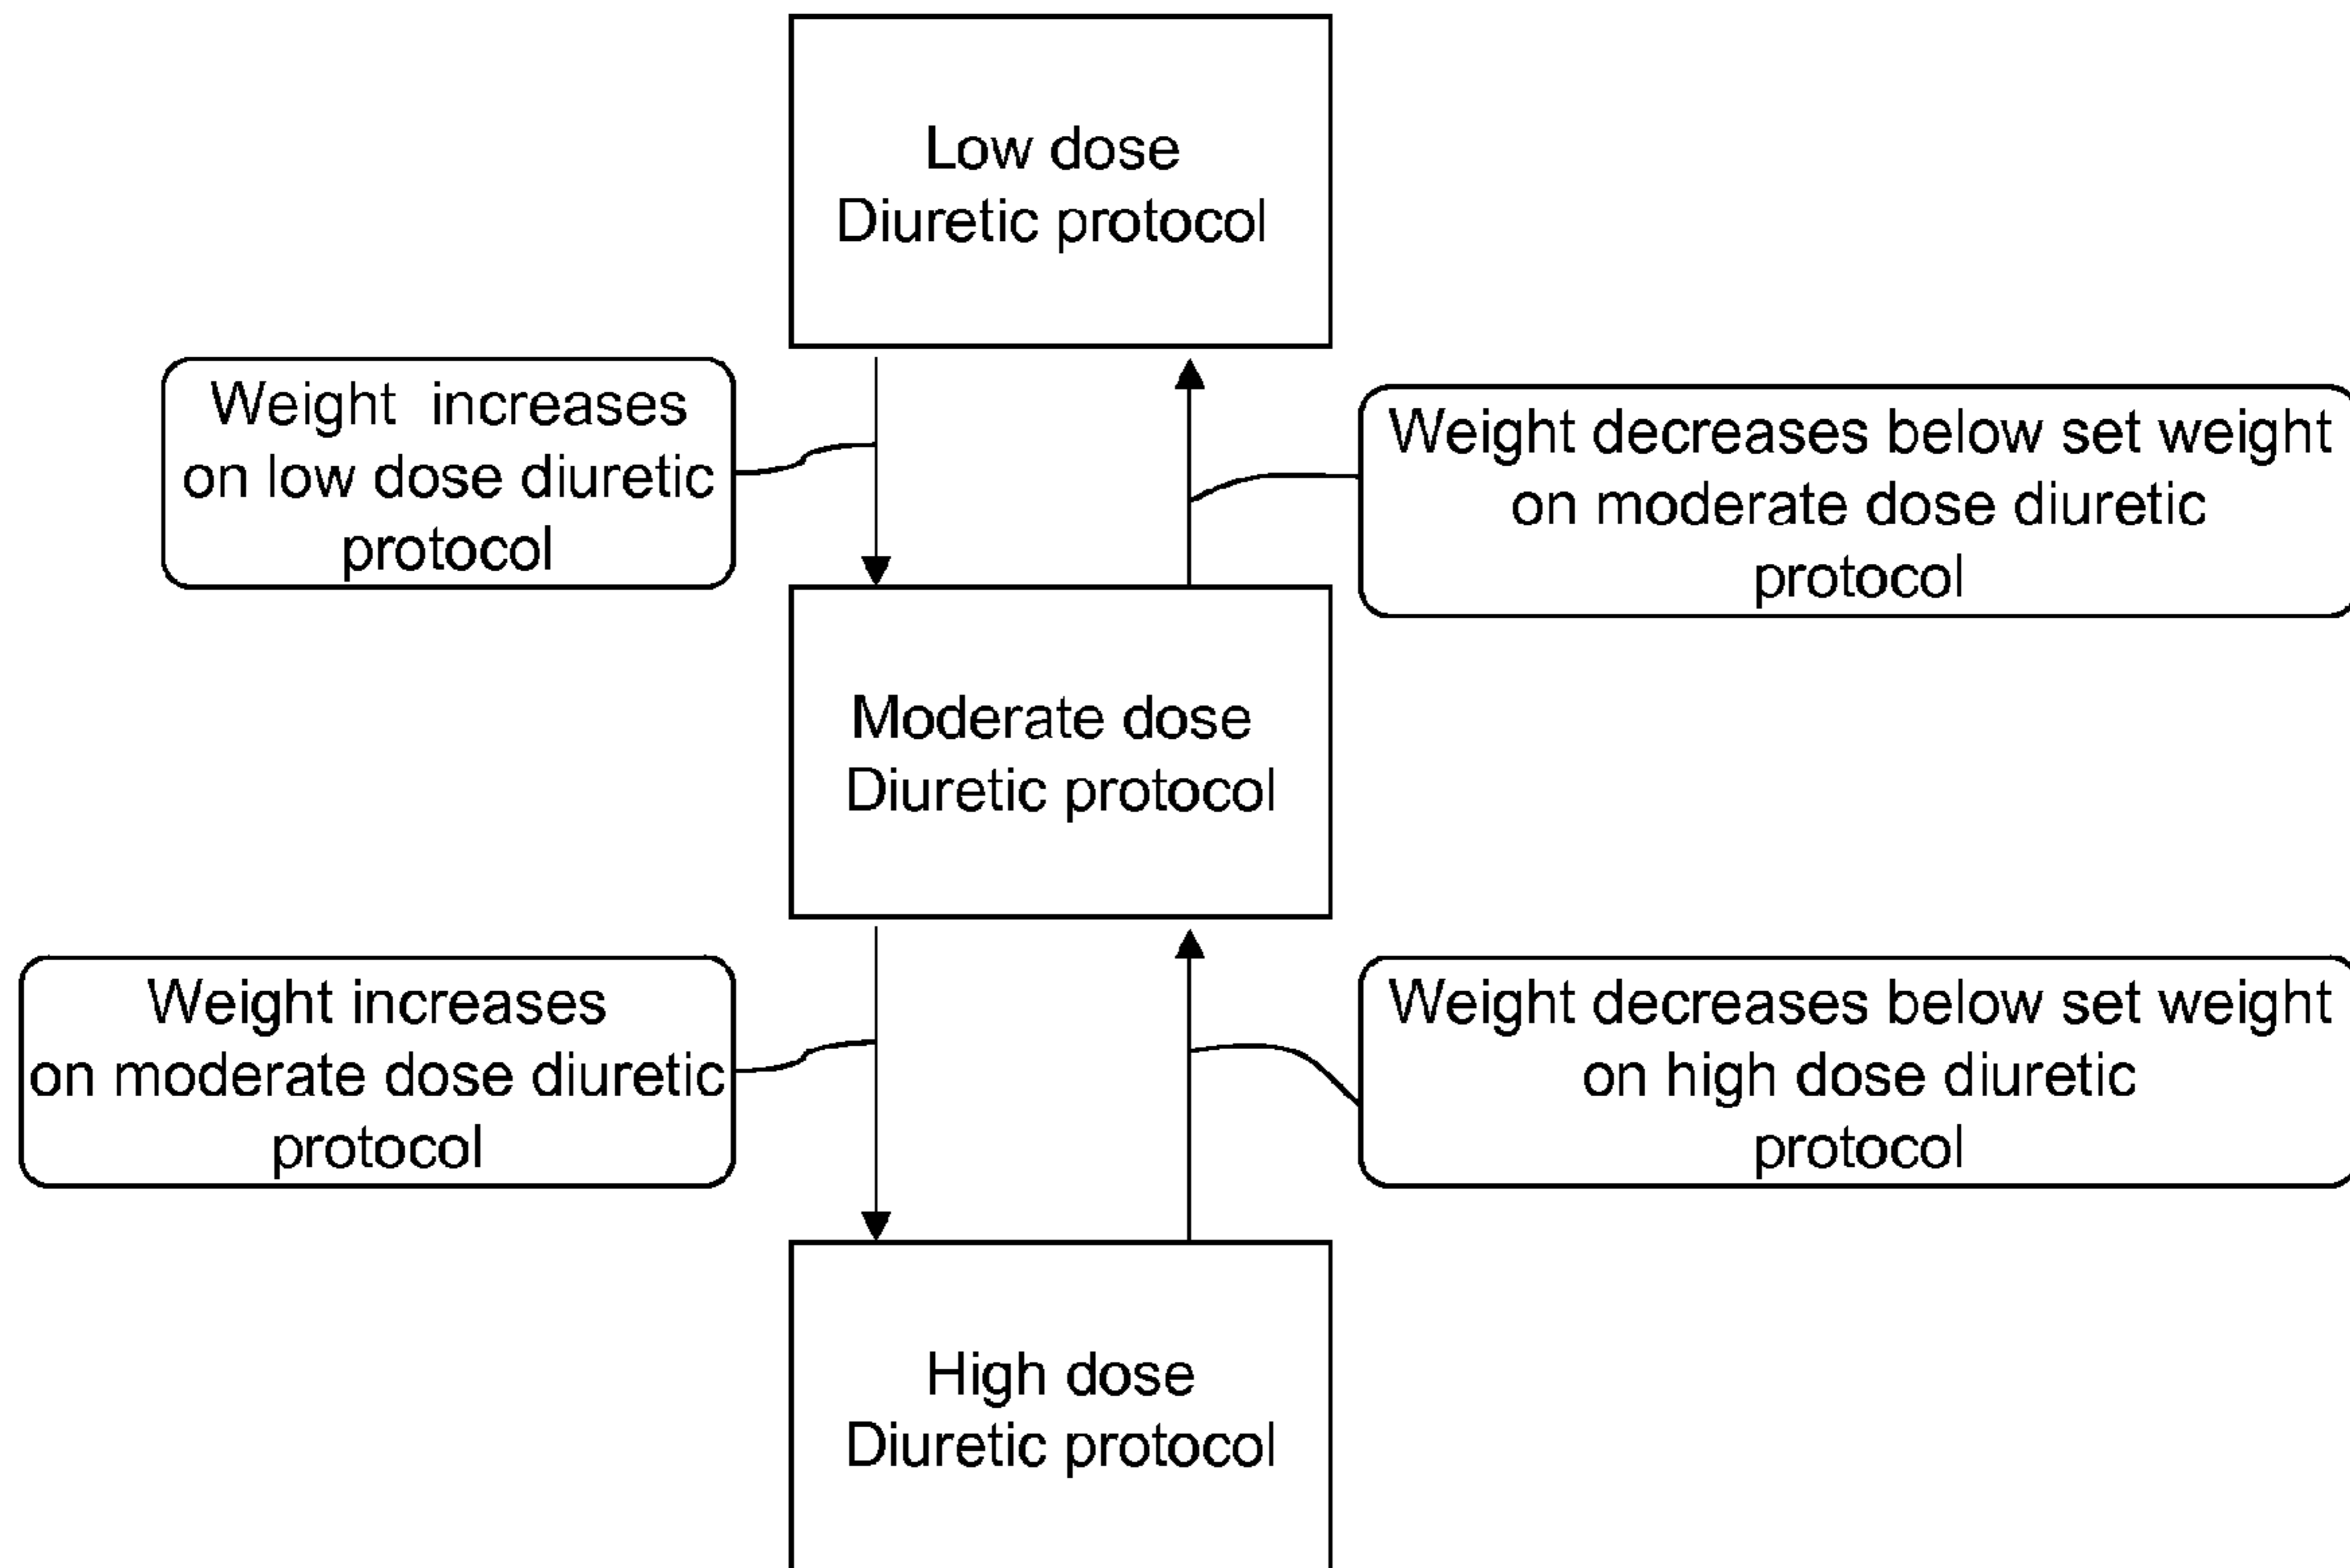 Low dose
Diuretic protocol
Weight increases
on low dose diuretic
protocol
Weight decreases below set weight
on moderate dose diuretic
protocol
Moderate dose
Diuretic protocol
Weight increases
on moderate dose diuretic
protocol
Weight decreases below set weight
on high dose diuretic
protocol
High dose
Diuretic protocol